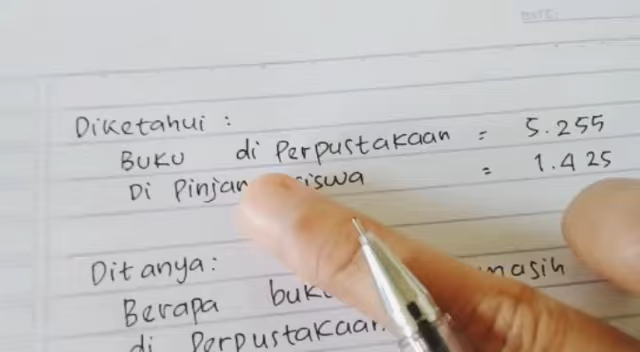 DATE:
Diketahui :
Buku di Perpustakaan = 5.255
Di Pinjam siswa = 1.425
Ditanya:
Berapa buku masih
di Perpustakaan